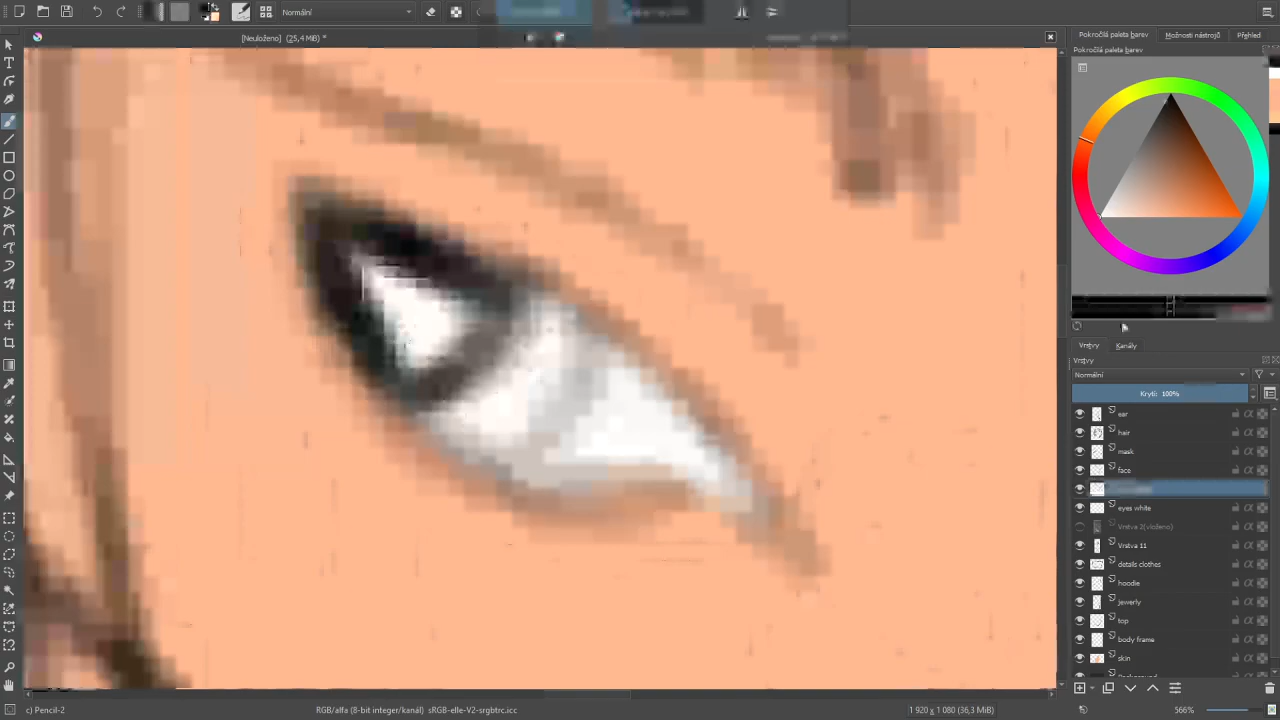 Normální
[Neuloženo] (25,4 MiB) *
Pokročilá paleta barev
Možnosti nástrojů
Přehled
Pokročilá paleta barev
Vrstvy
Kanály
Vrstvy
Normální
Krytí: 100%
ear
hair
mask
face
eyes white
Vrstva 2(vloženo)
Vrstva 11
details clothes
hoodie
jewerly
top
body frame
skin
c) Pencil-2
RGB/alfa (8-bit integer/kanál) sRGB-elle-V2-srgbtrc.icc
1 920 x 1 080 (36,3 MiB)
566%